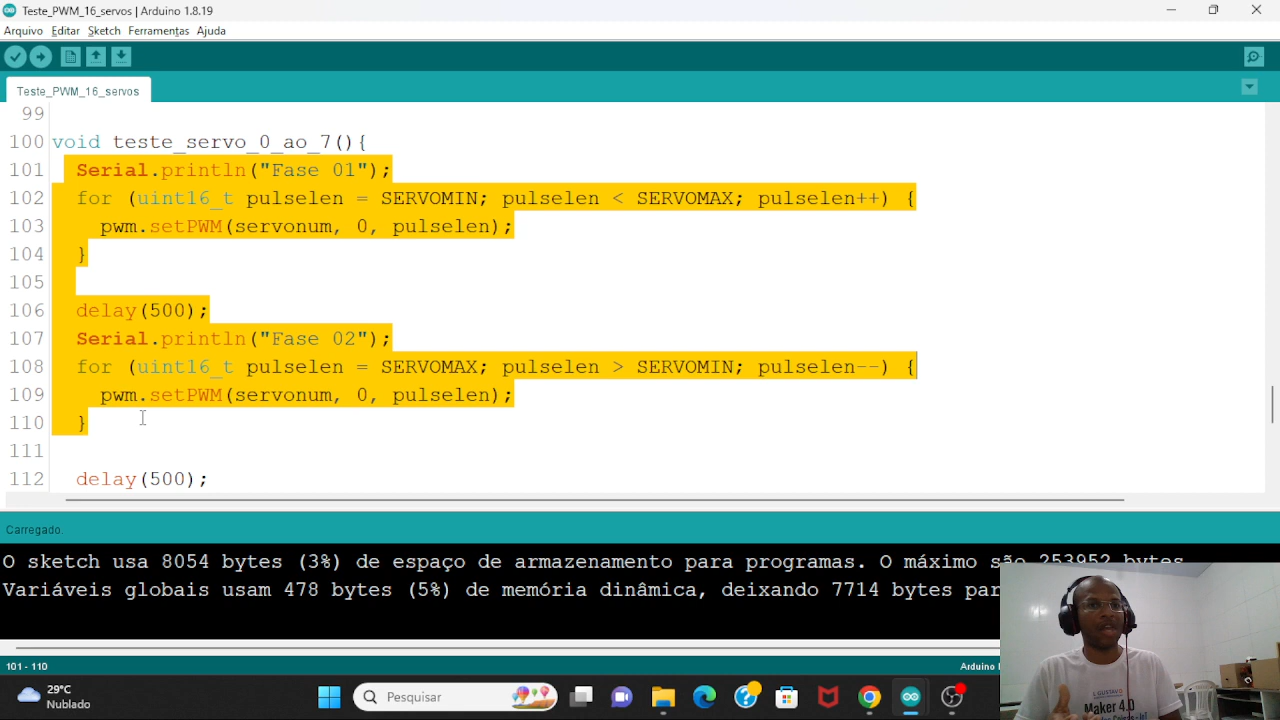 Teste_PWM_16_servos | Arduino 1.8.19
Arquivo Editar Sketch Ferramentas Ajuda
Teste_PWM_16_servos
99
100 void teste_servo_0_ao_7(){
101 Serial.println("Fase 01");
102 for (uint16_t pulselen = SERVOMIN; pulselen < SERVOMAX; pulselen++) {
103 pwm.setPWM(servonum, 0, pulselen);
104 }
105
106 delay(500);
107 Serial.println("Fase 02");
108 for (uint16_t pulselen = SERVOMAX; pulselen > SERVOMIN; pulselen--) {
109 pwm.setPWM(servonum, 0, pulselen);
110 }
111
112 delay(500);
Carregado.
O sketch usa 8054 bytes (3%) de espaço de armazenamento para programas. O máximo são 253952 bytes
Variáveis globais usam 478 bytes (5%) de memória dinâmica, deixando 7714 bytes par
101 - 110
Arduino
29°C
Nublado
Pesquisar
L GUSTAVO
Maker 4.0